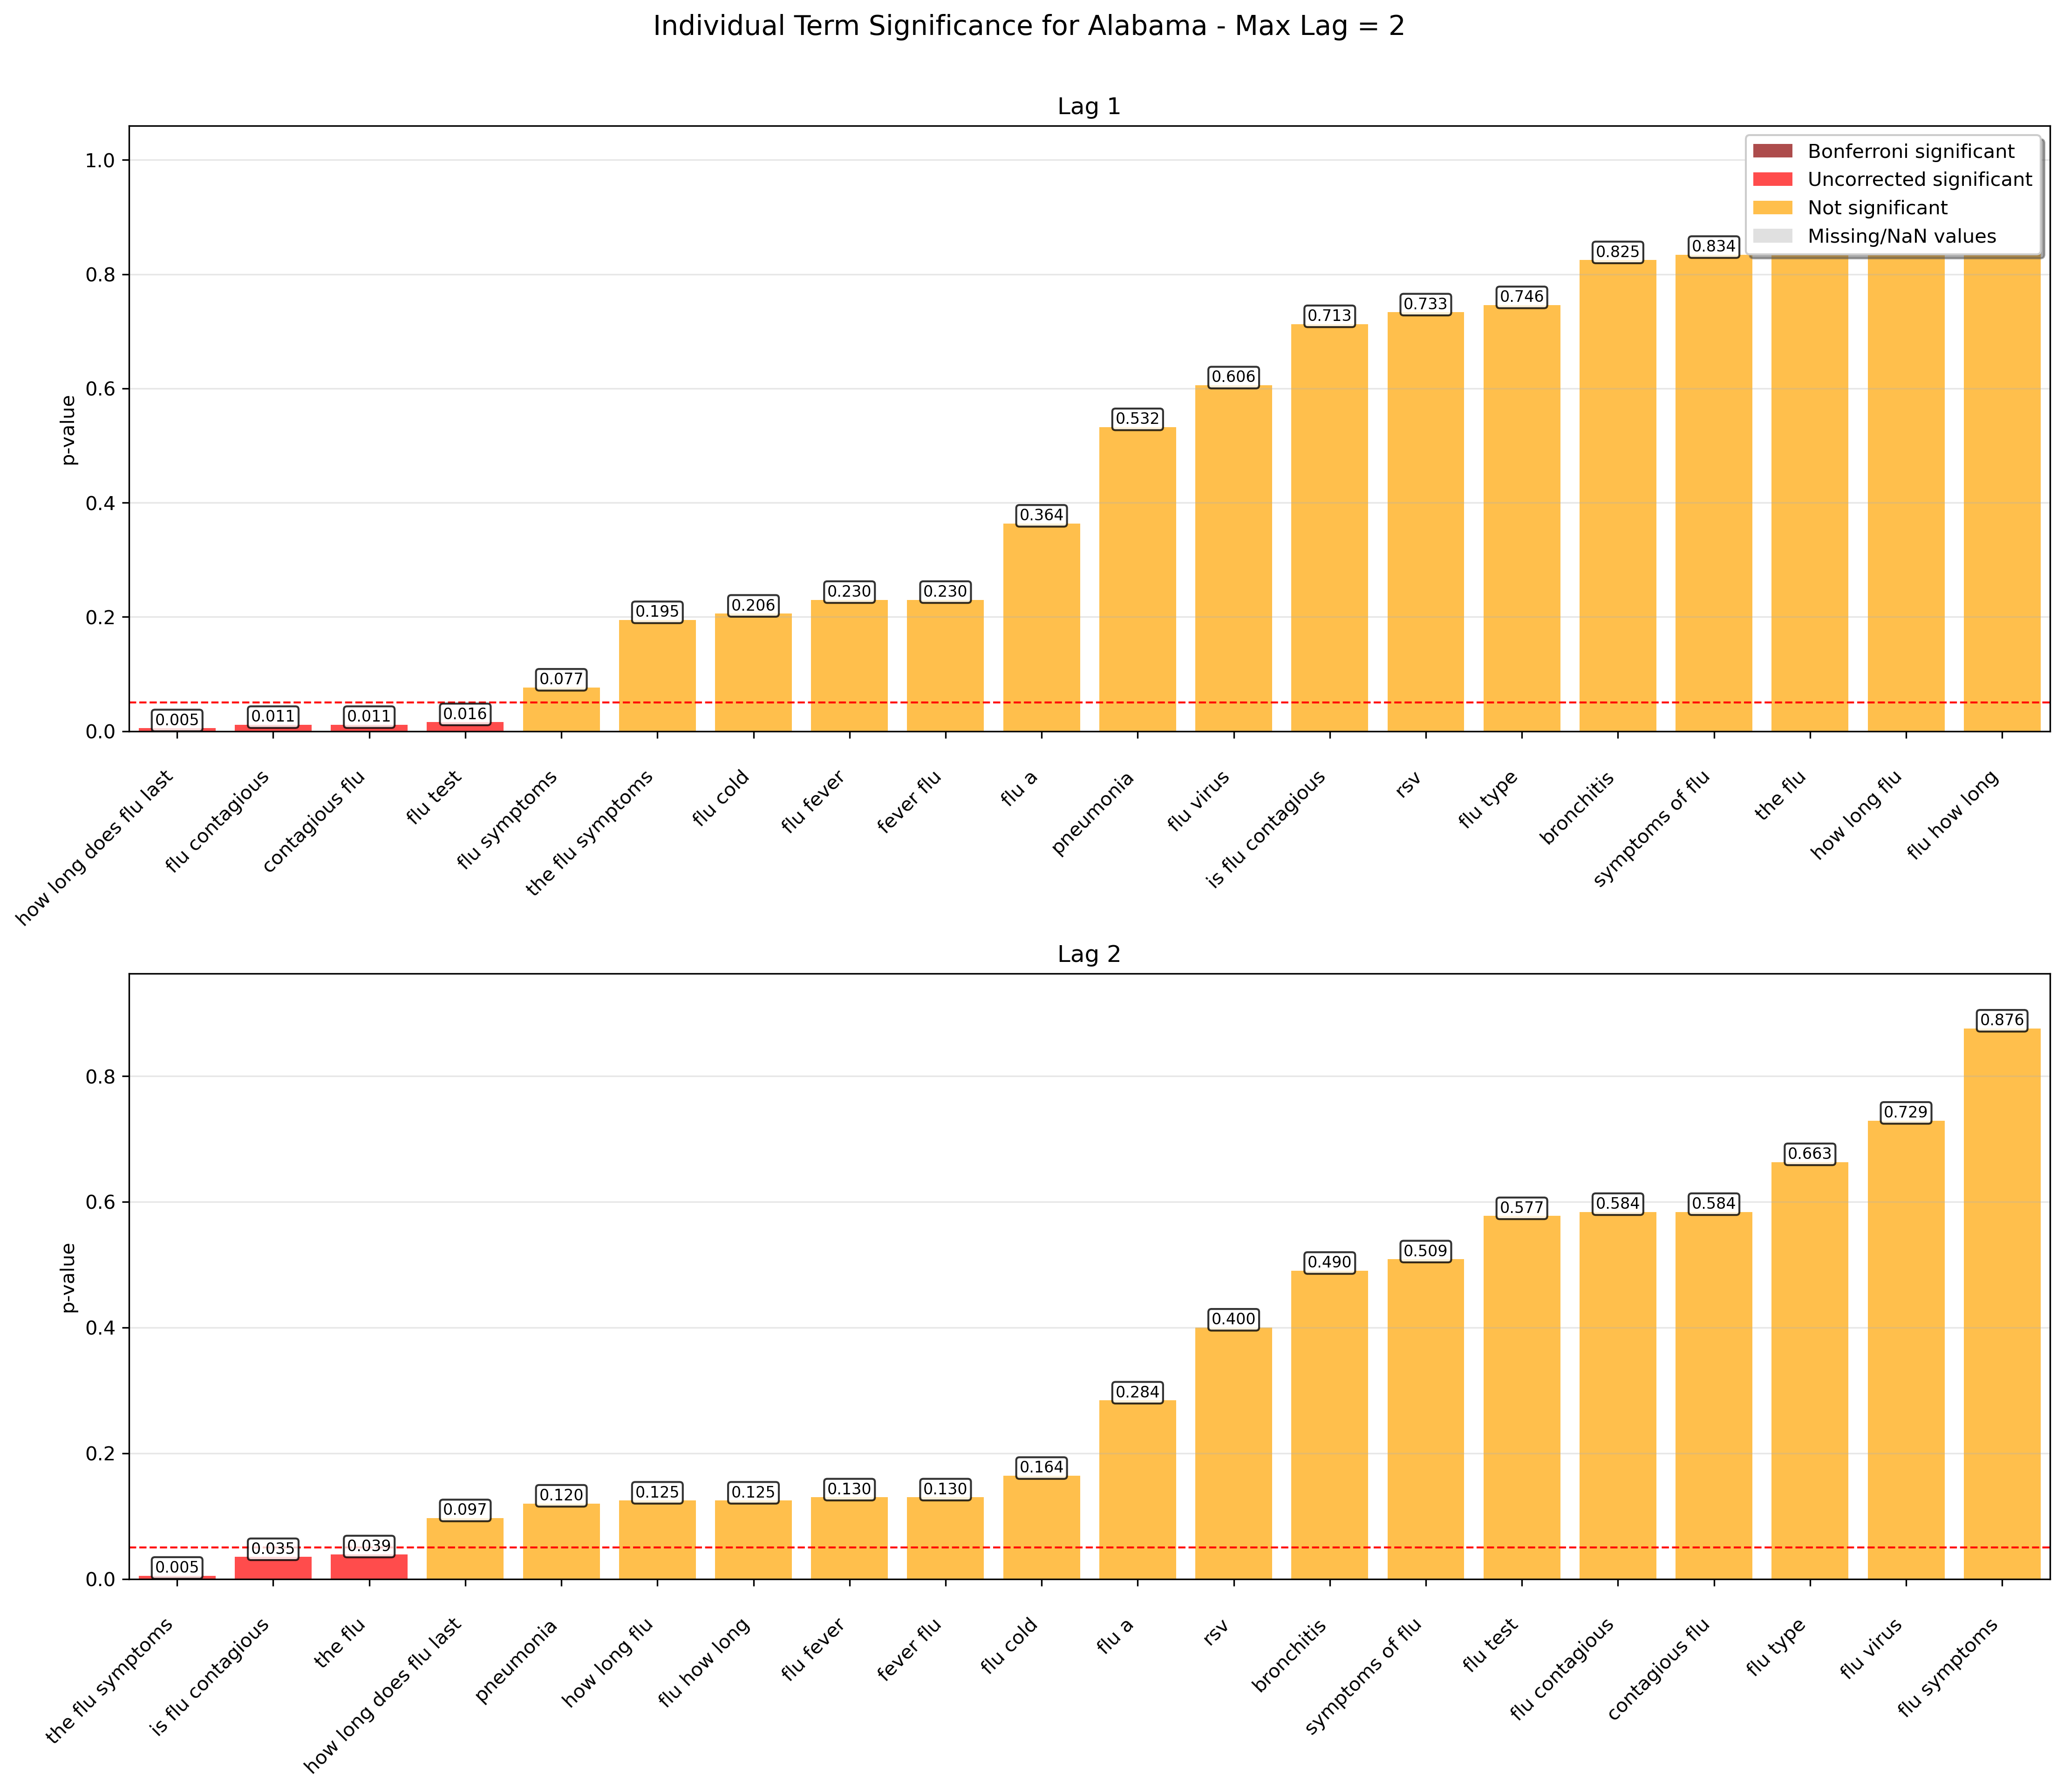 Individual Term Significance for Alabama - Max Lag = 2
Lag 1
Bonferroni significant
Uncorrected significant
Not significant
Missing/NaN values
p-value
1.0
0.8
0.6
0.4
0.2
0.0
0.005
0.011
0.011
0.016
0.077
0.195
0.206
0.230
0.230
0.364
0.532
0.606
0.713
0.733
0.746
0.825
0.834
how long does flu last
flu contagious
contagious flu
flu test
flu symptoms
the flu symptoms
flu cold
flu fever
fever flu
flu a
pneumonia
flu virus
is flu contagious
rsv
flu type
bronchitis
symptoms of flu
the flu
how long flu
flu how long
Lag 2
p-value
0.8
0.6
0.4
0.2
0.0
0.005
0.035
0.039
0.097
0.120
0.125
0.125
0.130
0.130
0.164
0.284
0.400
0.490
0.509
0.577
0.584
0.584
0.663
0.729
0.876
the flu symptoms
is flu contagious
the flu
how long does flu last
pneumonia
how long flu
flu how long
flu fever
fever flu
flu cold
flu a
rsv
bronchitis
symptoms of flu
flu test
flu contagious
contagious flu
flu type
flu virus
flu symptoms